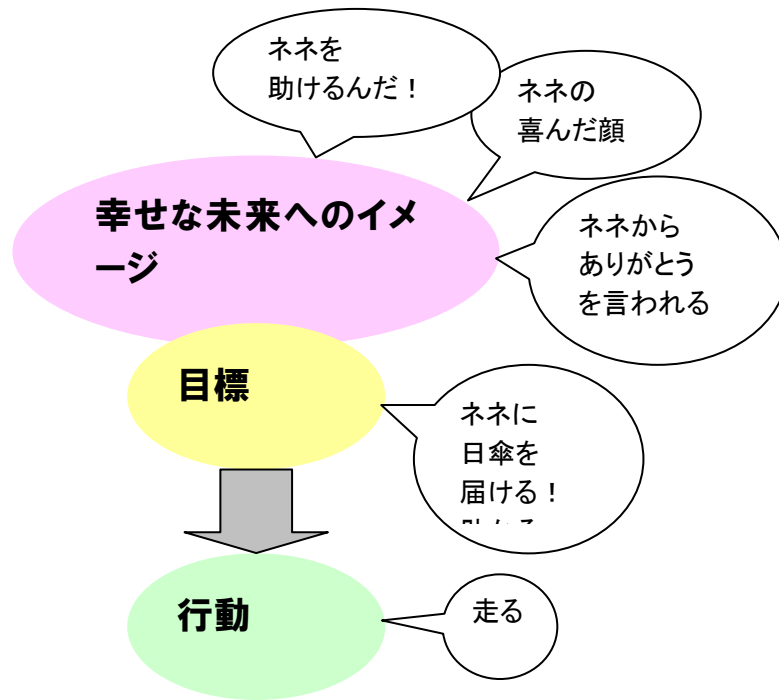 ネネを
助けるんだ！
ネネの
喜んだ顔
幸せな未来へのイメ
ージ
ネネから
ありがとう
を言われる
目標
ネネに
日傘を
届ける！
行動
走る